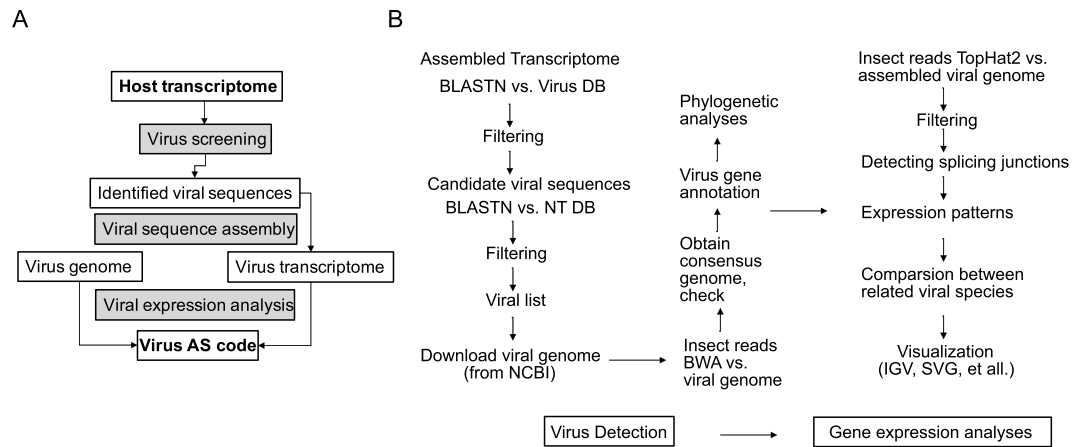 A
Host transcriptome
Virus screening
Identified viral sequences
Viral sequence assembly
Virus genome
Virus transcriptome
Viral expression analysis
Virus AS code
B
Assembled Transcriptome
BLASTN vs. Virus DB
Filtering
Candidate viral sequences
BLASTN vs. NT DB
Filtering
Viral list
Download viral genome
(from NCBI)
Phylogenetic
analyses
Virus gene
annotation
Obtain
consensus
genome,
check
Insect reads
BWA vs.
viral genome
Insect reads TopHat2 vs.
assembled viral genome
Filtering
Detecting splicing junctions
Expression patterns
Comparsion between
related viral species
Visualization
(IGV, SVG, et all.)
Virus Detection
Gene expression analyses